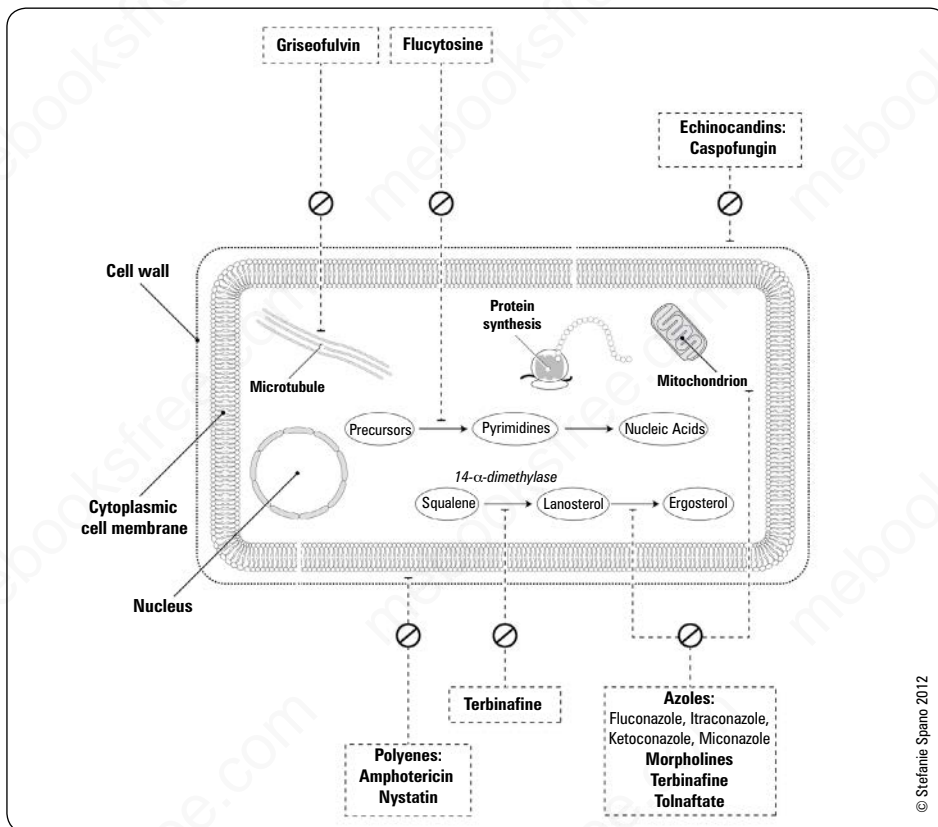 Griseofulvin
Flucytosine
Echinocandins:
Caspofungin
Cell wall
Protein
synthesis
Microtubule
Mitochondrion
Precursors
Pyrimidines
Nucleic Acids
14-α-dimethylase
Squalene
Lanosterol
Ergosterol
Cytoplasmic
cell membrane
Nucleus
Terbinafine
Polyenes:
Amphotericin
Nystatin
Azoles:
Fluconazole, Itraconazole,
Ketoconazole, Miconazole
Morpholines
Terbinafine
Tolnaftate
© Stefanie Spano 2012
mebooksfree.com